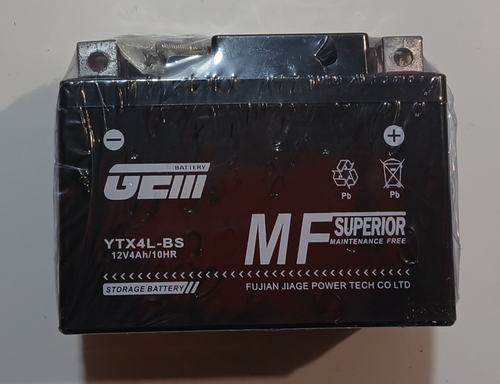 BATTERY
GEM
Pb
Pb
YTX4L-BS
12V4Ah/10HR
MF SUPERIOR
MAINTENANCE FREE
STORAGE BATTERY
FUJIAN JIAGE POWER TECH CO LTD